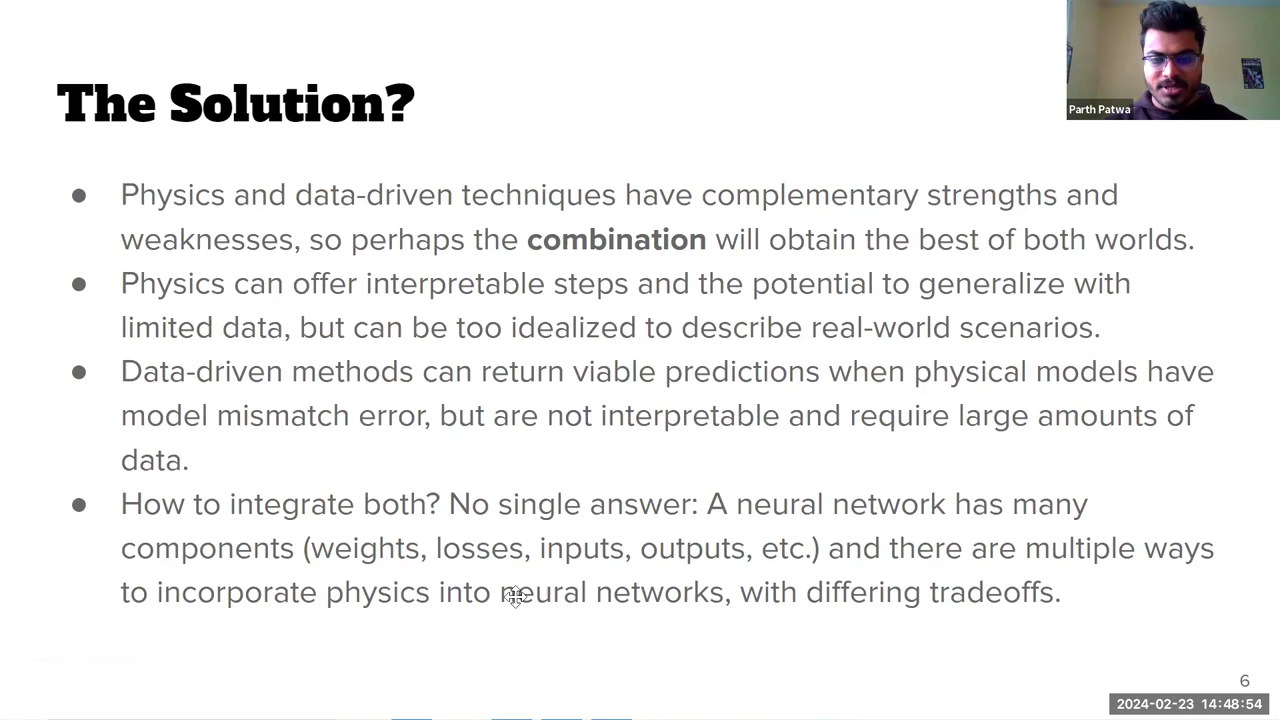 The Solution?
Parth Patwa
● Physics and data-driven techniques have complementary strengths and
weaknesses, so perhaps the combination will obtain the best of both worlds.
● Physics can offer interpretable steps and the potential to generalize with
limited data, but can be too idealized to describe real-world scenarios.
● Data-driven methods can return viable predictions when physical models have
model mismatch error, but are not interpretable and require large amounts of
data.
● How to integrate both? No single answer: A neural network has many
components (weights, losses, inputs, outputs, etc.) and there are multiple ways
to incorporate physics into neural networks, with differing tradeoffs.
6
2024-02-23 14:48:54